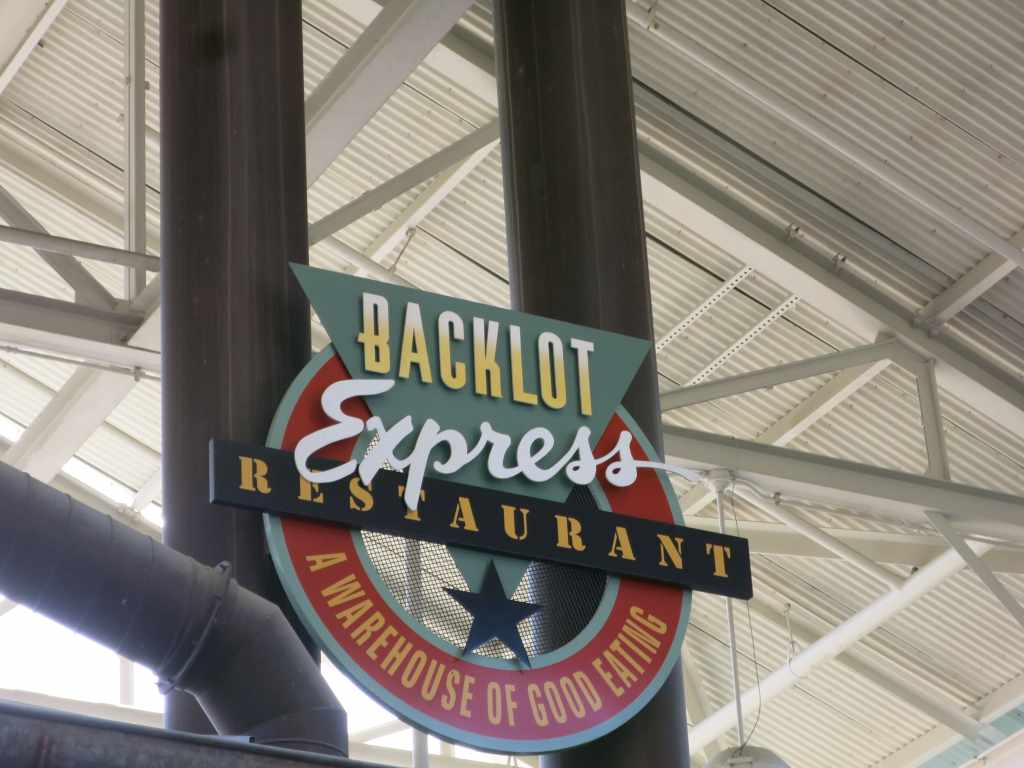 BACKLOT
Express
RESTAURANT
A WAREHOUSE OF GOOD EATING